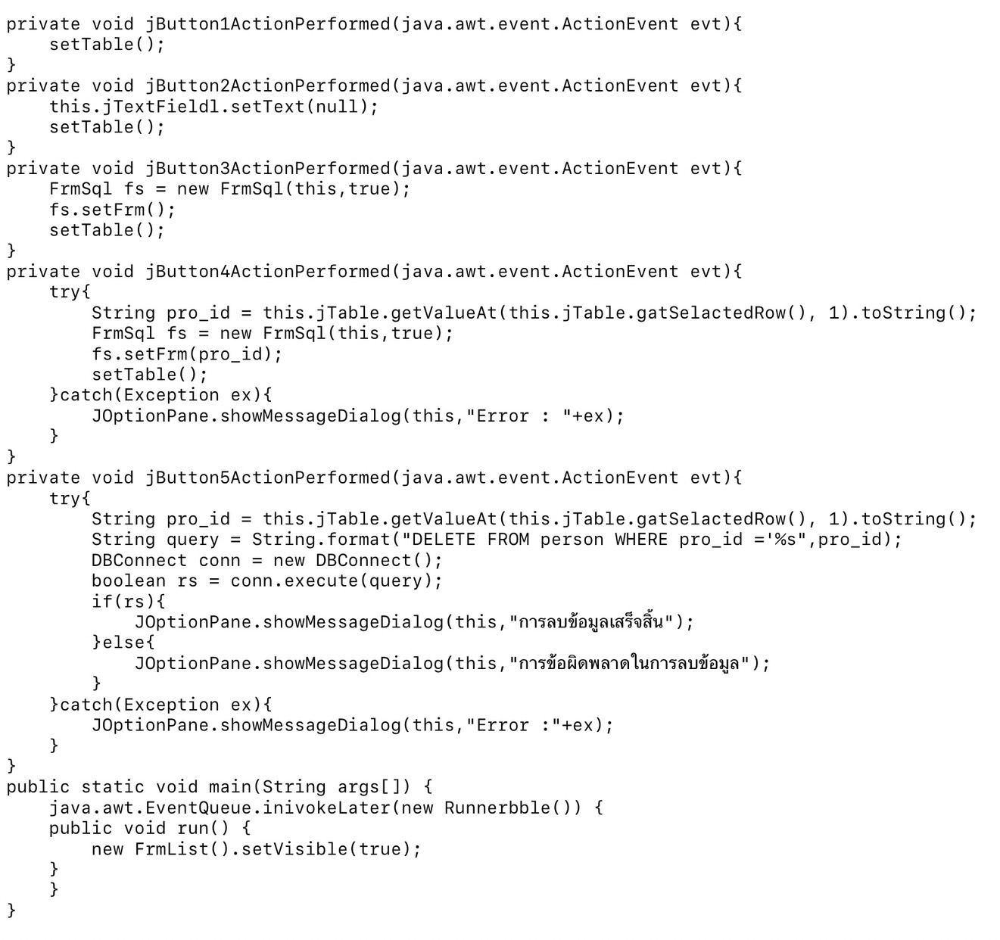 private void jButton1ActionPerformed(java.awt.event.ActionEvent evt){
    setTable();
}
private void jButton2ActionPerformed(java.awt.event.ActionEvent evt){
    this.jTextFieldl.setText(null);
    setTable();
}
private void jButton3ActionPerformed(java.awt.event.ActionEvent evt){
    FrmSql fs = new FrmSql(this,true);
    fs.setFrm();
    setTable();
}
private void jButton4ActionPerformed(java.awt.event.ActionEvent evt){
    try{
        String pro_id = this.jTable.getValueAt(this.jTable.gatSelactedRow(), 1).toString();
        FrmSql fs = new FrmSql(this,true);
        fs.setFrm(pro_id);
        setTable();
    }catch(Exception ex){
        JOptionPane.showMessageDialog(this,"Error : "+ex);
    }
}
private void jButton5ActionPerformed(java.awt.event.ActionEvent evt){
    try{
        String pro_id = this.jTable.getValueAt(this.jTable.gatSelactedRow(), 1).toString();
        String query = String.format("DELETE FROM person WHERE pro_id ='%s",pro_id);
        DBConnect conn = new DBConnect();
        boolean rs = conn.execute(query);
        if(rs){
            JOptionPane.showMessageDialog(this,"การลบข้อมูลเสร็จสิ้น");
        }else{
            JOptionPane.showMessageDialog(this,"การข้อผิดพลาดในการลบข้อมูล");
        }
    }catch(Exception ex){
        JOptionPane.showMessageDialog(this,"Error :"+ex);
    }
}
public static void main(String args[]) {
    java.awt.EventQueue.inivokeLater(new Runnerbble()) {
    public void run() {
        new FrmList().setVisible(true);
    }
    }
}